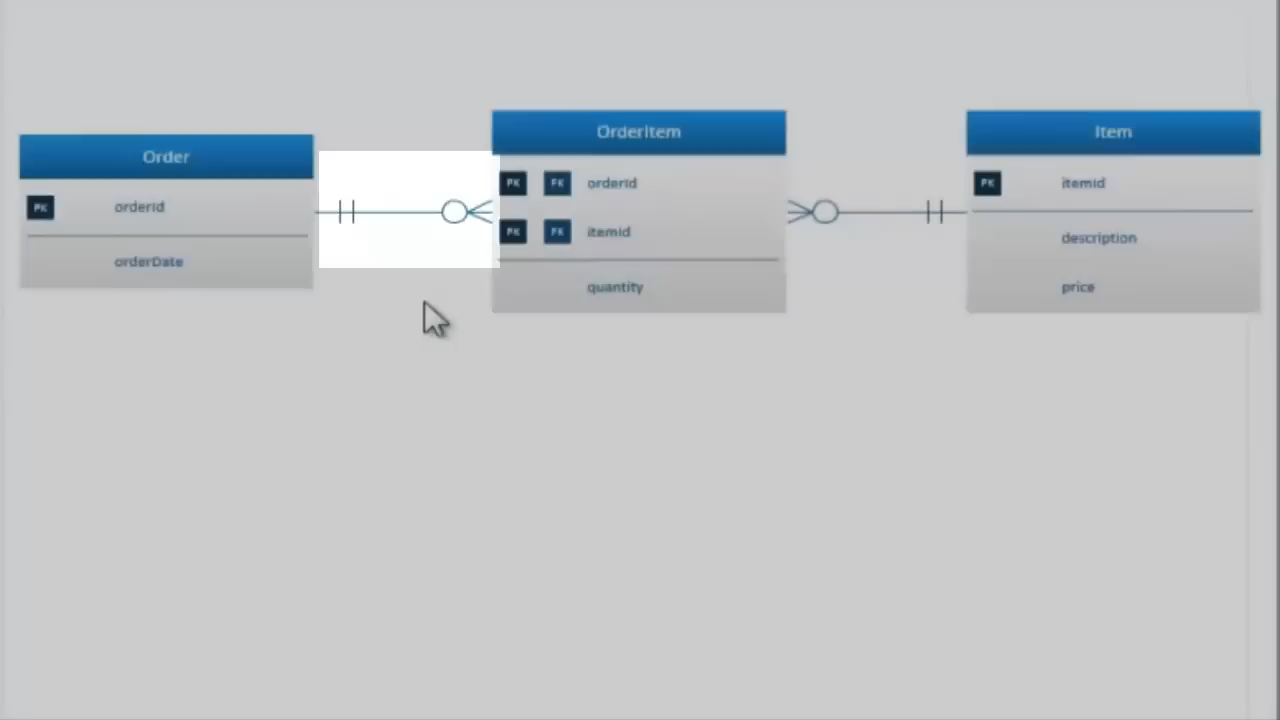 Order
PK orderId
orderDate
OrderItem
PK FK orderId
PK FK itemId
quantity
Item
PK itemId
description
price